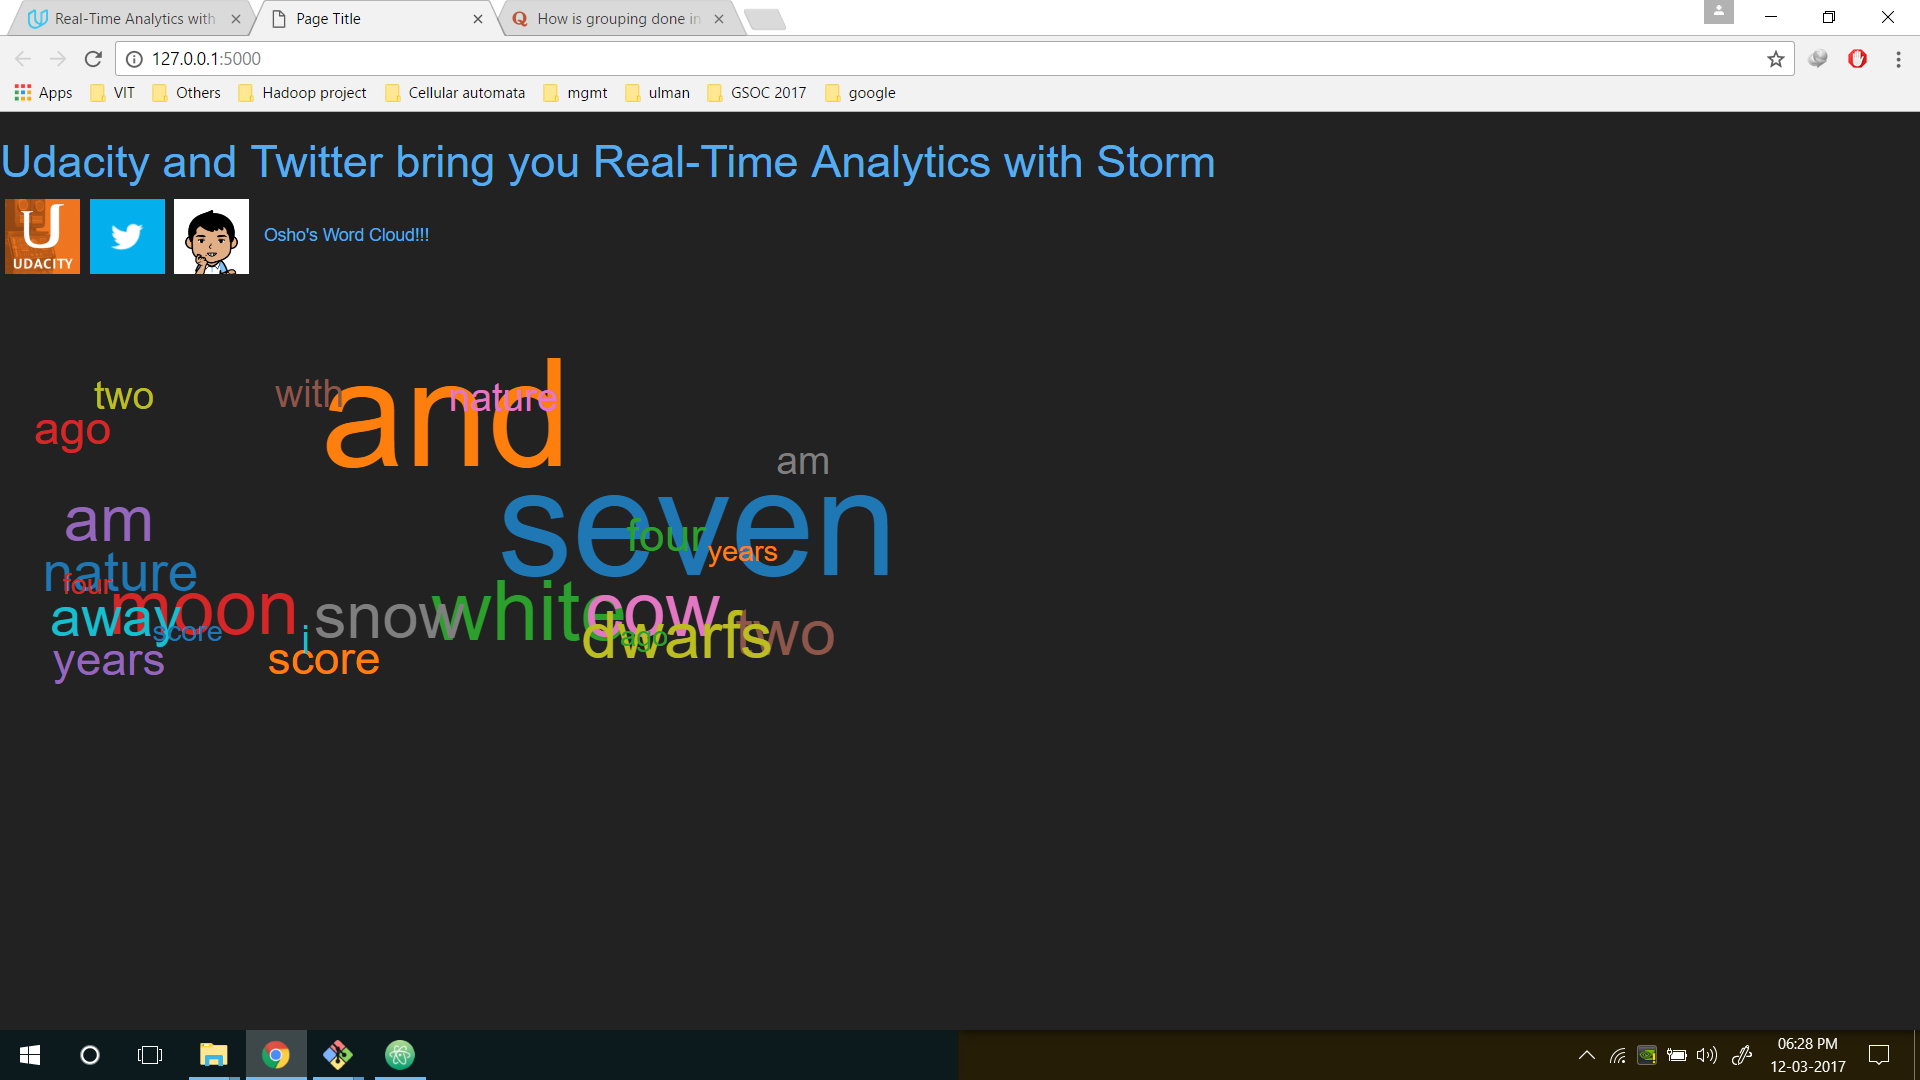 Real-Time Analytics with
Page Title
How is grouping done in
127.0.0.1:5000
Apps VIT Others Hadoop project Cellular automata mgmt ulman GSOC 2017 google
Udacity and Twitter bring you Real-Time Analytics with Storm
U
UDACITY
Osho's Word Cloud!!!
two
with
and
nature
ago
am
seven
am
four
years
nature
four
moon
away
score
i
snow
white
cow
dwarfs
ago
two
years
score
06:28 PM
12-03-2017